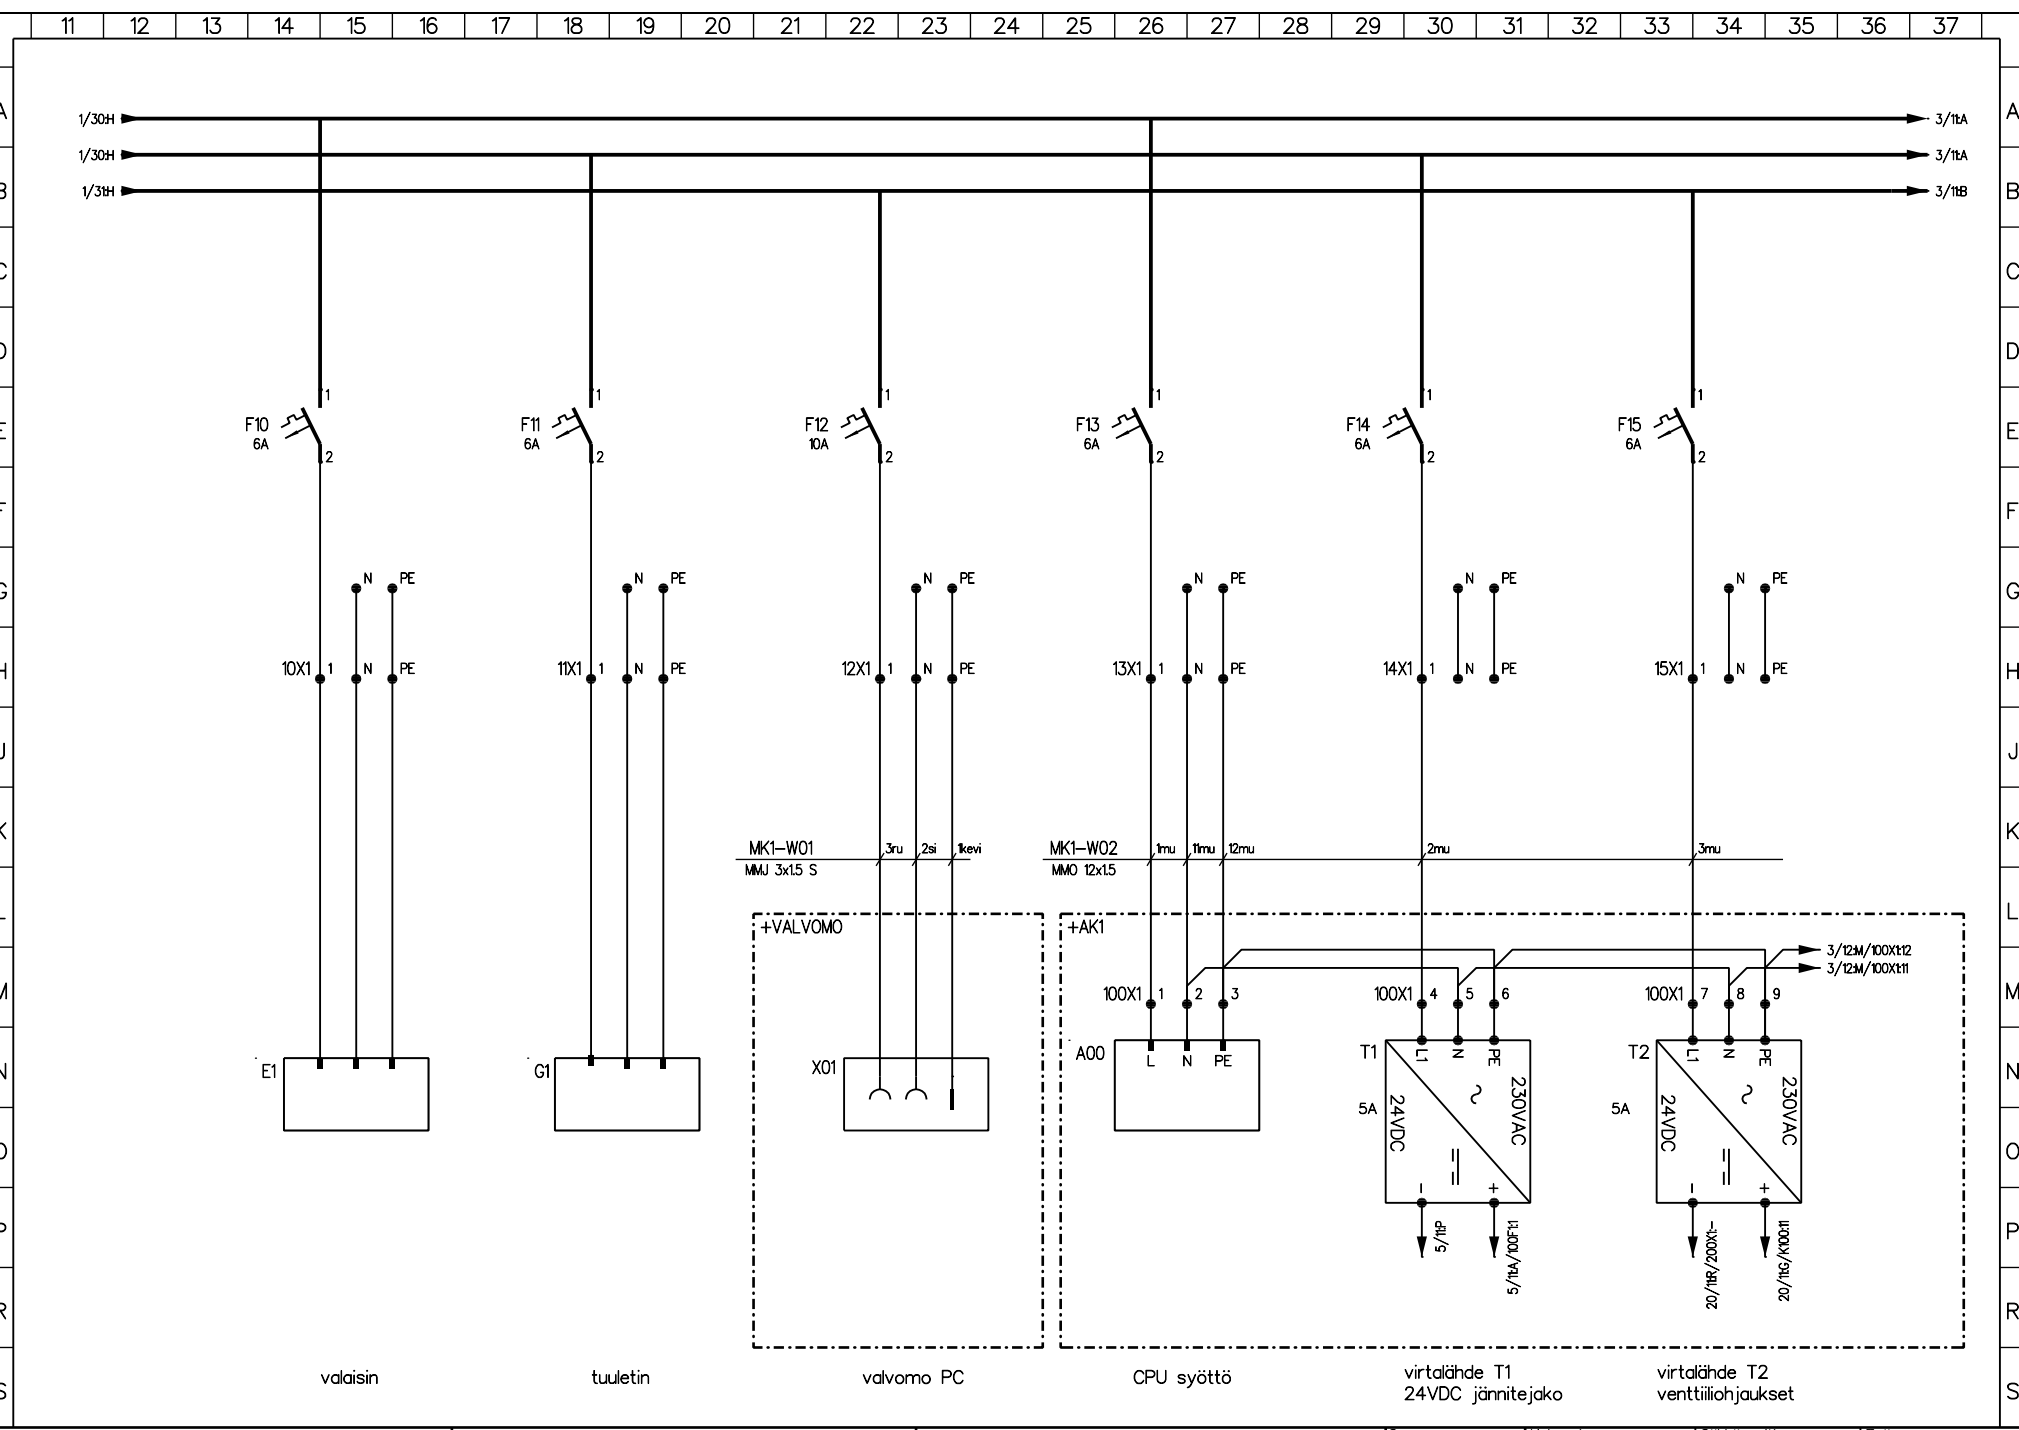 11 12 13 14 15 16 17 18 19 20 21 22 23 24 25 26 27 28 29 30 31 32 33 34 35 36 37
A 1/30:H 3/11:A A
1/30:H 3/11:A
B 1/31:H 3/11:B B
C C
D D
1 1 1 1 1 1
E F10 F11 F12 F13 F14 F15 E
6A 6A 10A 6A 6A 6A
2 2 2 2 2 2
F F
N PE N PE N PE N PE N PE N PE
G G
H 10X1 1 N PE 11X1 1 N PE 12X1 1 N PE 13X1 1 N PE 14X1 1 N PE 15X1 1 N PE H
J J
K K
MK1-W01 3ru 2si 1kevi MK1-W02 1mu 11mu 12mu 2mu 3mu
MMJ 3x1.5 S MMO 12x1.5
L L
+VALVOMO +AK1
3/12:M/100X1:12
3/12:M/100X1:11
M 100X1 1 2 3 100X1 4 5 6 100X1 7 8 9 M
A00 L N PE T1 L1 N PE T2 L1 N PE
N E1 G1 X01 N
5A 24VDC 230VAC 5A 24VDC 230VAC
O O
- + - +
P 5/11:P 5/11:A/100F1:1 20/11:R/200X1:- 20/11:G/K100:11 P
R R
valaisin tuuletin valvomo PC CPU syöttö virtalähde T1 virtalähde T2
S 24VDC jännitejako venttiiliohjaukset S